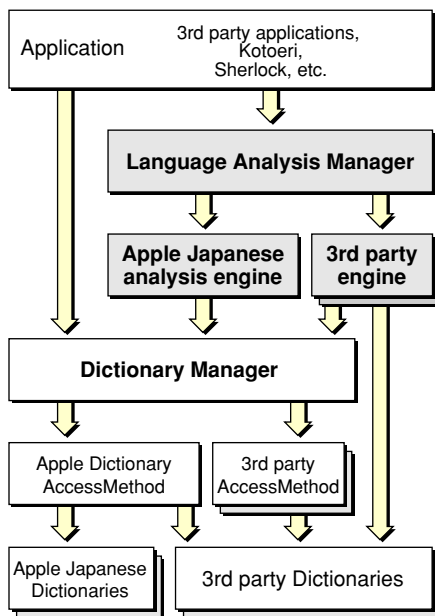 Application
3rd party applications,
Kotoeri,
Sherlock, etc.
Language Analysis Manager
Apple Japanese
analysis engine
3rd party
engine
Dictionary Manager
Apple Dictionary
AccessMethod
3rd party
AccessMethod
Apple Japanese
Dictionaries
3rd party Dictionaries